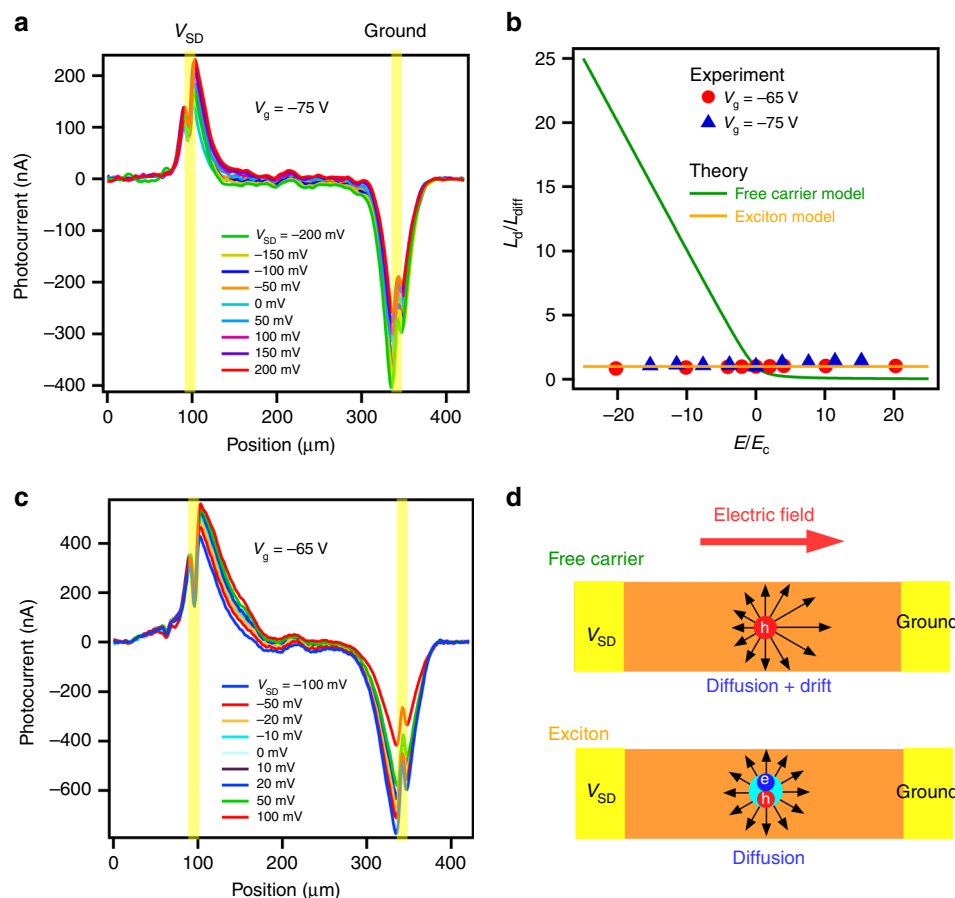 a
V_SD
Ground
V_g = −75 V
Photocurrent (nA)
200
100
0
−100
−200
−300
−400
V_SD = −200 mV
−150 mV
−100 mV
−50 mV
0 mV
50 mV
100 mV
150 mV
200 mV
0
100
200
300
400
Position (μm)
b
L_d/L_diff
25
20
15
10
5
0
Experiment
V_g = −65 V
V_g = −75 V
Theory
Free carrier model
Exciton model
−20
−10
0
10
20
E/E_c
c
V_g = −65 V
Photocurrent (nA)
400
200
0
−200
−400
−600
V_SD = −100 mV
−50 mV
−20 mV
−10 mV
0 mV
10 mV
20 mV
50 mV
100 mV
0
100
200
300
400
Position (μm)
d
Electric field
Free carrier
V_SD
h
Ground
Diffusion + drift
Exciton
V_SD
e
h
Ground
Diffusion